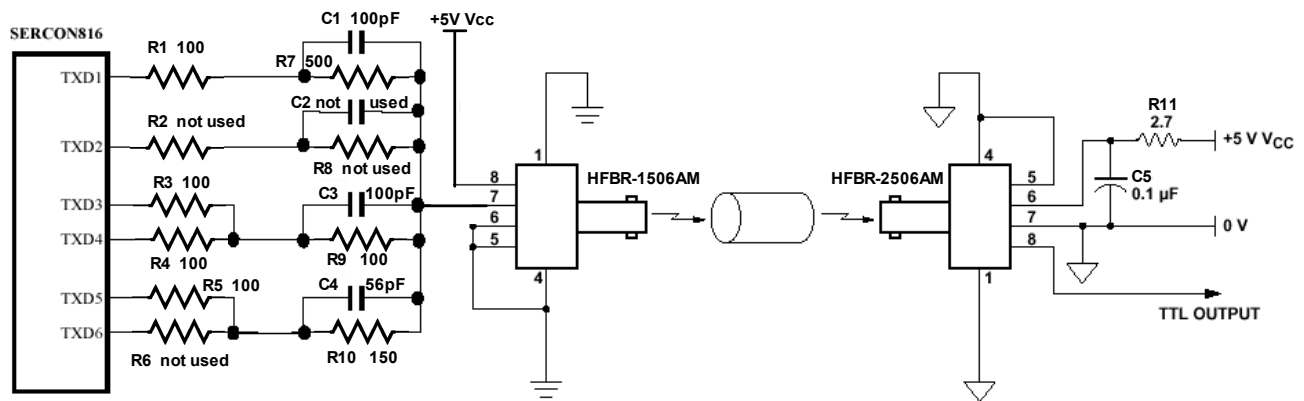 SERCON816
TXD1
TXD2
TXD3
TXD4
TXD5
TXD6
R1 100
C1 100pF
R7 500
R2 not used
C2 not used
R8 not used
R3 100
R4 100
C3 100pF
R9 100
R5 100
R6 not used
C4 56pF
R10 150
+5V Vcc
1
8
7
6
5
4
HFBR-1506AM
HFBR-2506AM
4
5
6
7
8
1
R11
2.7
+5 V VCC
C5
0.1 µF
0 V
TTL OUTPUT